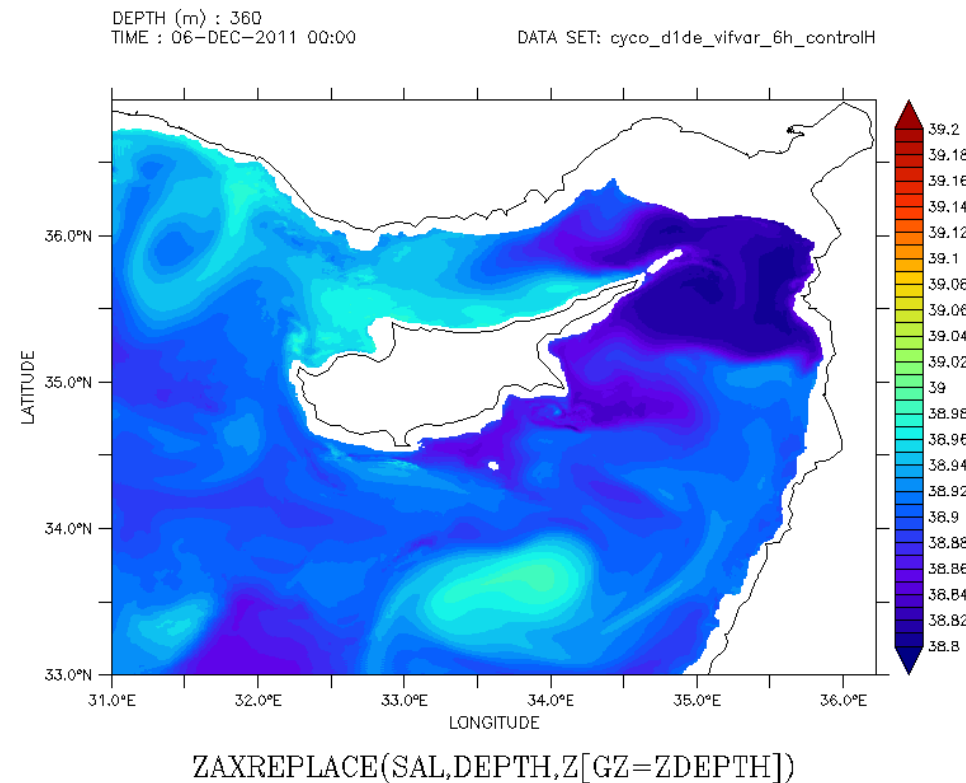 DEPTH (m) : 360
TIME : 06-DEC-2011 00:00
DATA SET: cyco_d1de_vifvar_6h_controlH
39.2
39.18
39.16
39.14
39.12
39.1
39.08
39.06
39.04
39.02
39
38.98
38.96
38.94
38.92
38.9
38.88
38.86
38.84
38.82
38.8
36.0°N
35.0°N
34.0°N
33.0°N
LATITUDE
31.0°E
32.0°E
33.0°E
34.0°E
35.0°E
36.0°E
LONGITUDE
ZAXREPLACE(SAL,DEPTH,Z[GZ=ZDEPTH])